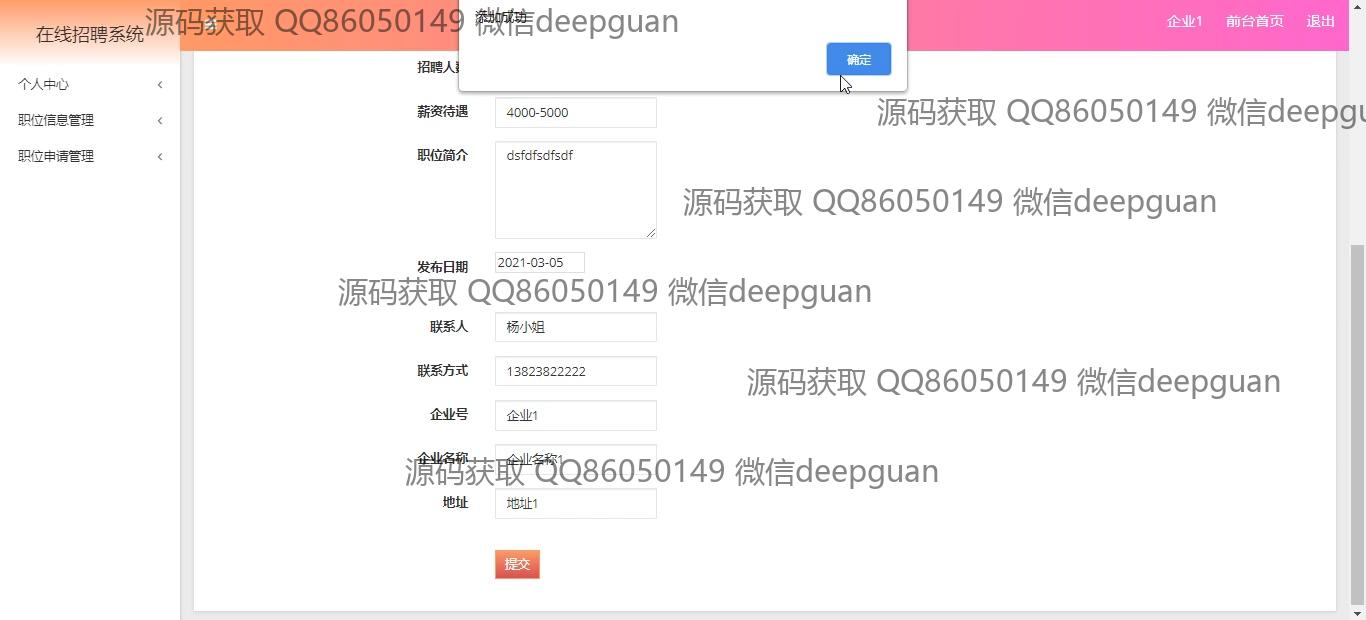 源码获取 QQ86050149 微信deepguan
在线招聘系统
添加成功
企业1 前台首页 退出
确定
个人中心
职位信息管理
职位申请管理
招聘人数
薪资待遇 4000-5000
源码获取 QQ86050149 微信deepgu
职位简介 dsfdfsdfsdf
源码获取 QQ86050149 微信deepguan
发布日期 2021-03-05
源码获取 QQ86050149 微信deepguan
联系人 杨小姐
联系方式 13823822222
源码获取 QQ86050149 微信deepguan
企业号 企业1
企业名称 企业名称1
源码获取 QQ86050149 微信deepguan
地址 地址1
提交